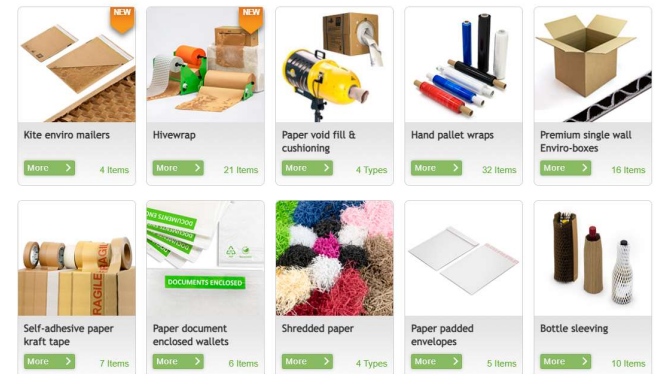 NEW
NEW
Kite enviro mailers
More
4 Items
Hivewrap
More
21 Items
Paper void fill &
cushioning
More
4 Types
Hand pallet wraps
More
32 Items
Premium single wall
Enviro-boxes
More
16 Items
FRAGILE
FRAGILE
Self-adhesive paper
kraft tape
More
7 Items
DOCUMENTS ENCLOSED
DOCUMENTS ENCLOSED
Paper document
enclosed wallets
More
6 Items
Shredded paper
More
4 Types
Paper padded
envelopes
More
5 Items
Bottle sleeving
More
10 Items